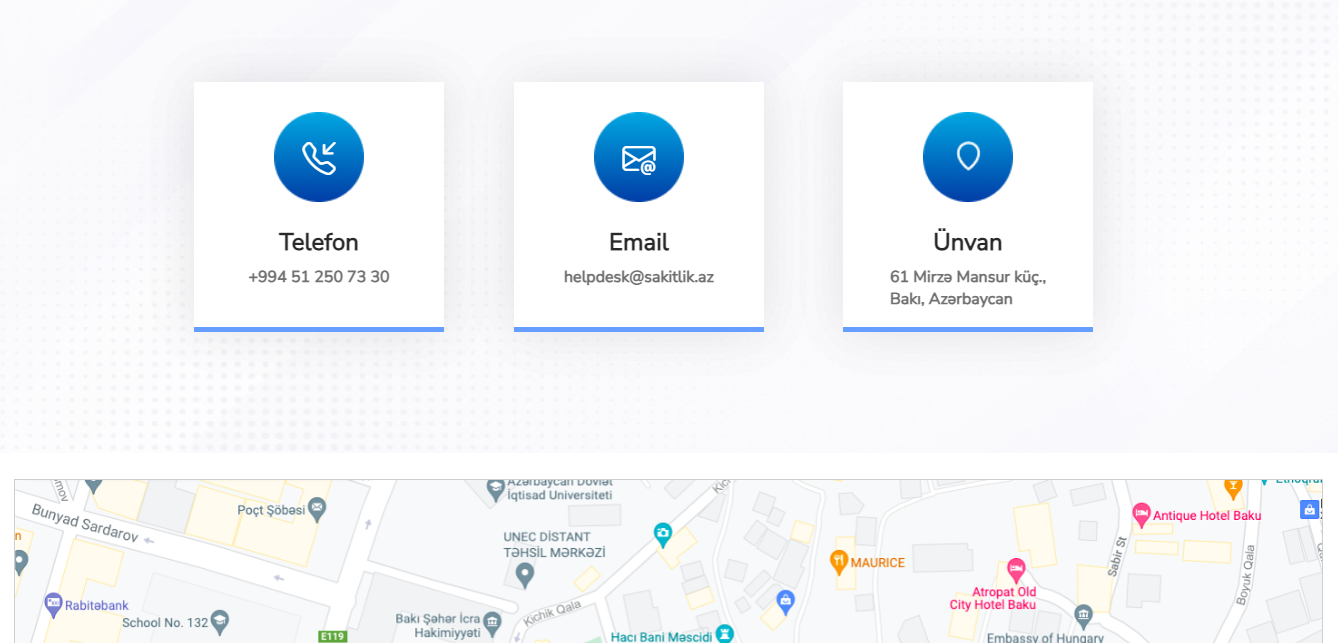 Telefon
+994 51 250 73 30
Email
helpdesk@sakitlik.az
Ünvan
61 Mirzə Mansur küç.,
Bakı, Azərbaycan
Azərbaycan Dövlət
İqtisad Universiteti
Bunyad Sardarov
Poçt Şöbəsi
Antique Hotel Baku
UNEC DİSTANT
TƏHSİL MƏRKƏZİ
MAURICE
Sabir St
Boyuk Qala
Atropat Old
City Hotel Baku
Rabitəbank
School No. 132
Bakı Şəhər İcra
Hakimiyyəti
Kichik Qala
E119
Hacı Bani Məscidi
Embassy of Hungary